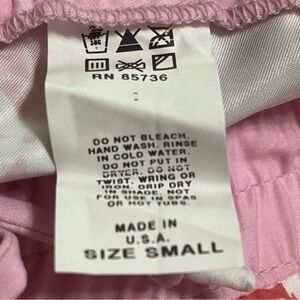 30C
RN 85736
DO NOT BLEACH.
HAND WASH. RINSE
IN COLD WATER.
DO NOT PUT IN
DRYER. DO NOT
TWIST, WRING OR
IRON. DRIP DRY
IN SHADE. NOT
FOR USE IN SPAS
OR HOT TUBS.
MADE IN
U.S.A.
SIZE SMALL